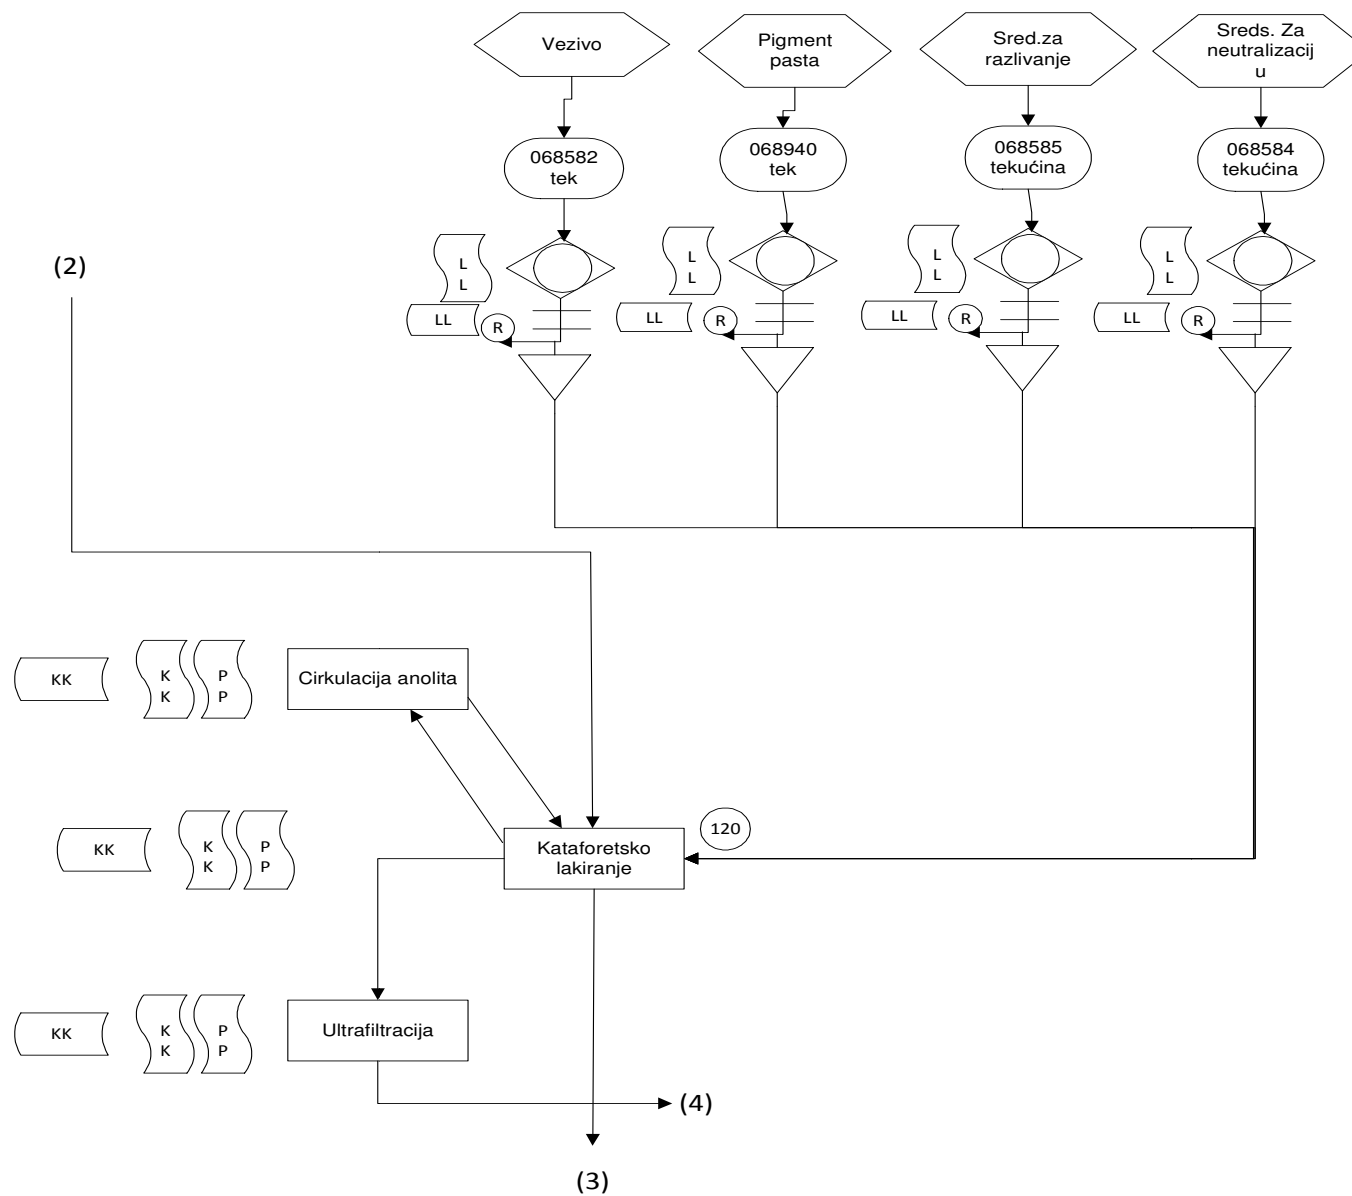 Vezivo
Pigment
pasta
Sred.za
razlivanje
Sreds. Za
neutralizacij
u
068582
tek
068940
tek
068585
tekućina
068584
tekućina
(2)
L
L
LL
R
L
L
LL
R
L
L
LL
R
L
L
LL
R
KK
K
K
P
P
Cirkulacija anolita
KK
K
K
P
P
Kataforetsko
lakiranje
120
KK
K
K
P
P
Ultrafiltracija
(4)
(3)